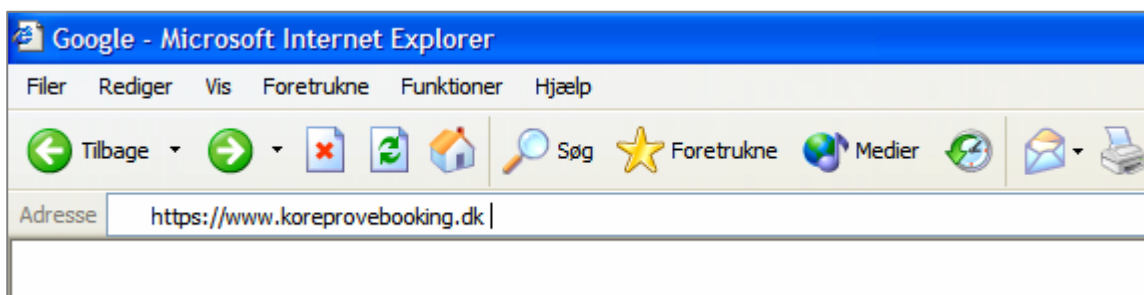 Google - Microsoft Internet Explorer
Filer Rediger Vis Foretrukne Funktioner Hjælp
Tilbage Søg Foretrukne Medier
Adresse https://www.koreprovebooking.dk